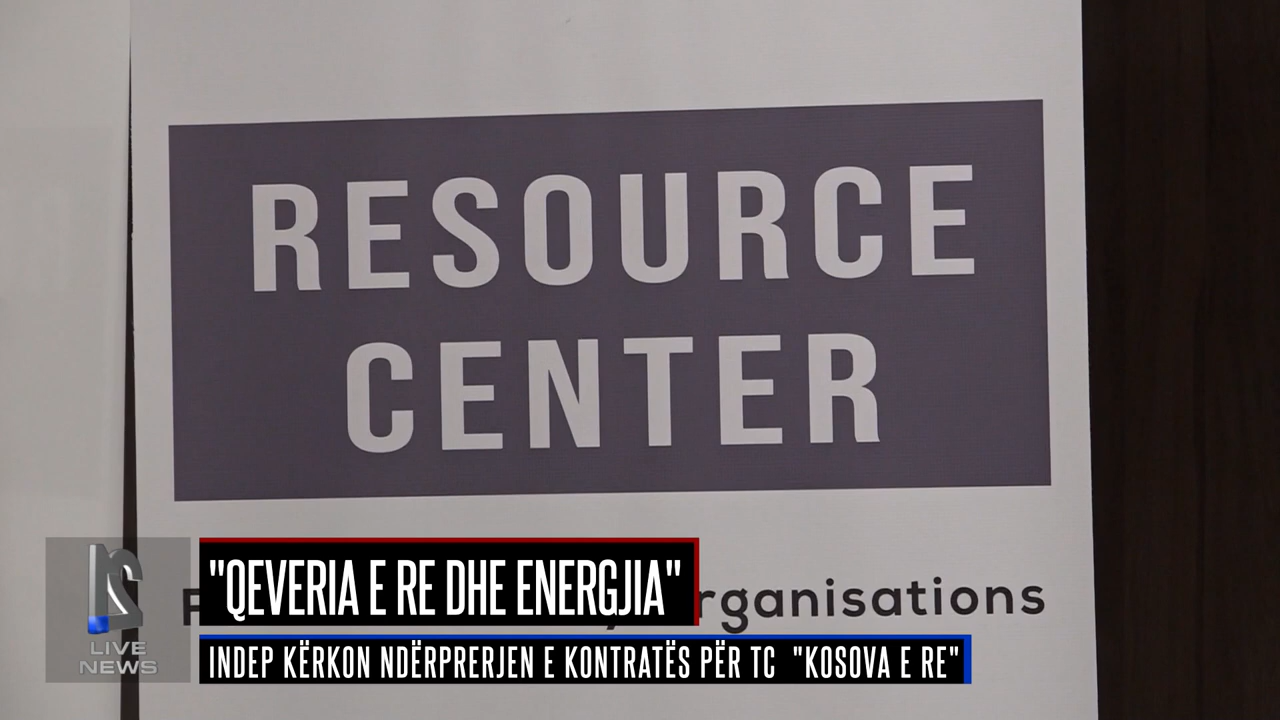 RESOURCE
CENTER
"QEVERIA E RE DHE ENERGJIA"
rganisations
LIVE
NEWS
INDEP KËRKON NDËRPRERJEN E KONTRATËS PËR TC "KOSOVA E RE"